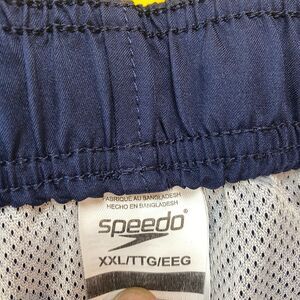 FABRIQUE AU BANGLADESH
HECHO EN BANGLADESH
speedo®
XXL/TTG/EEG